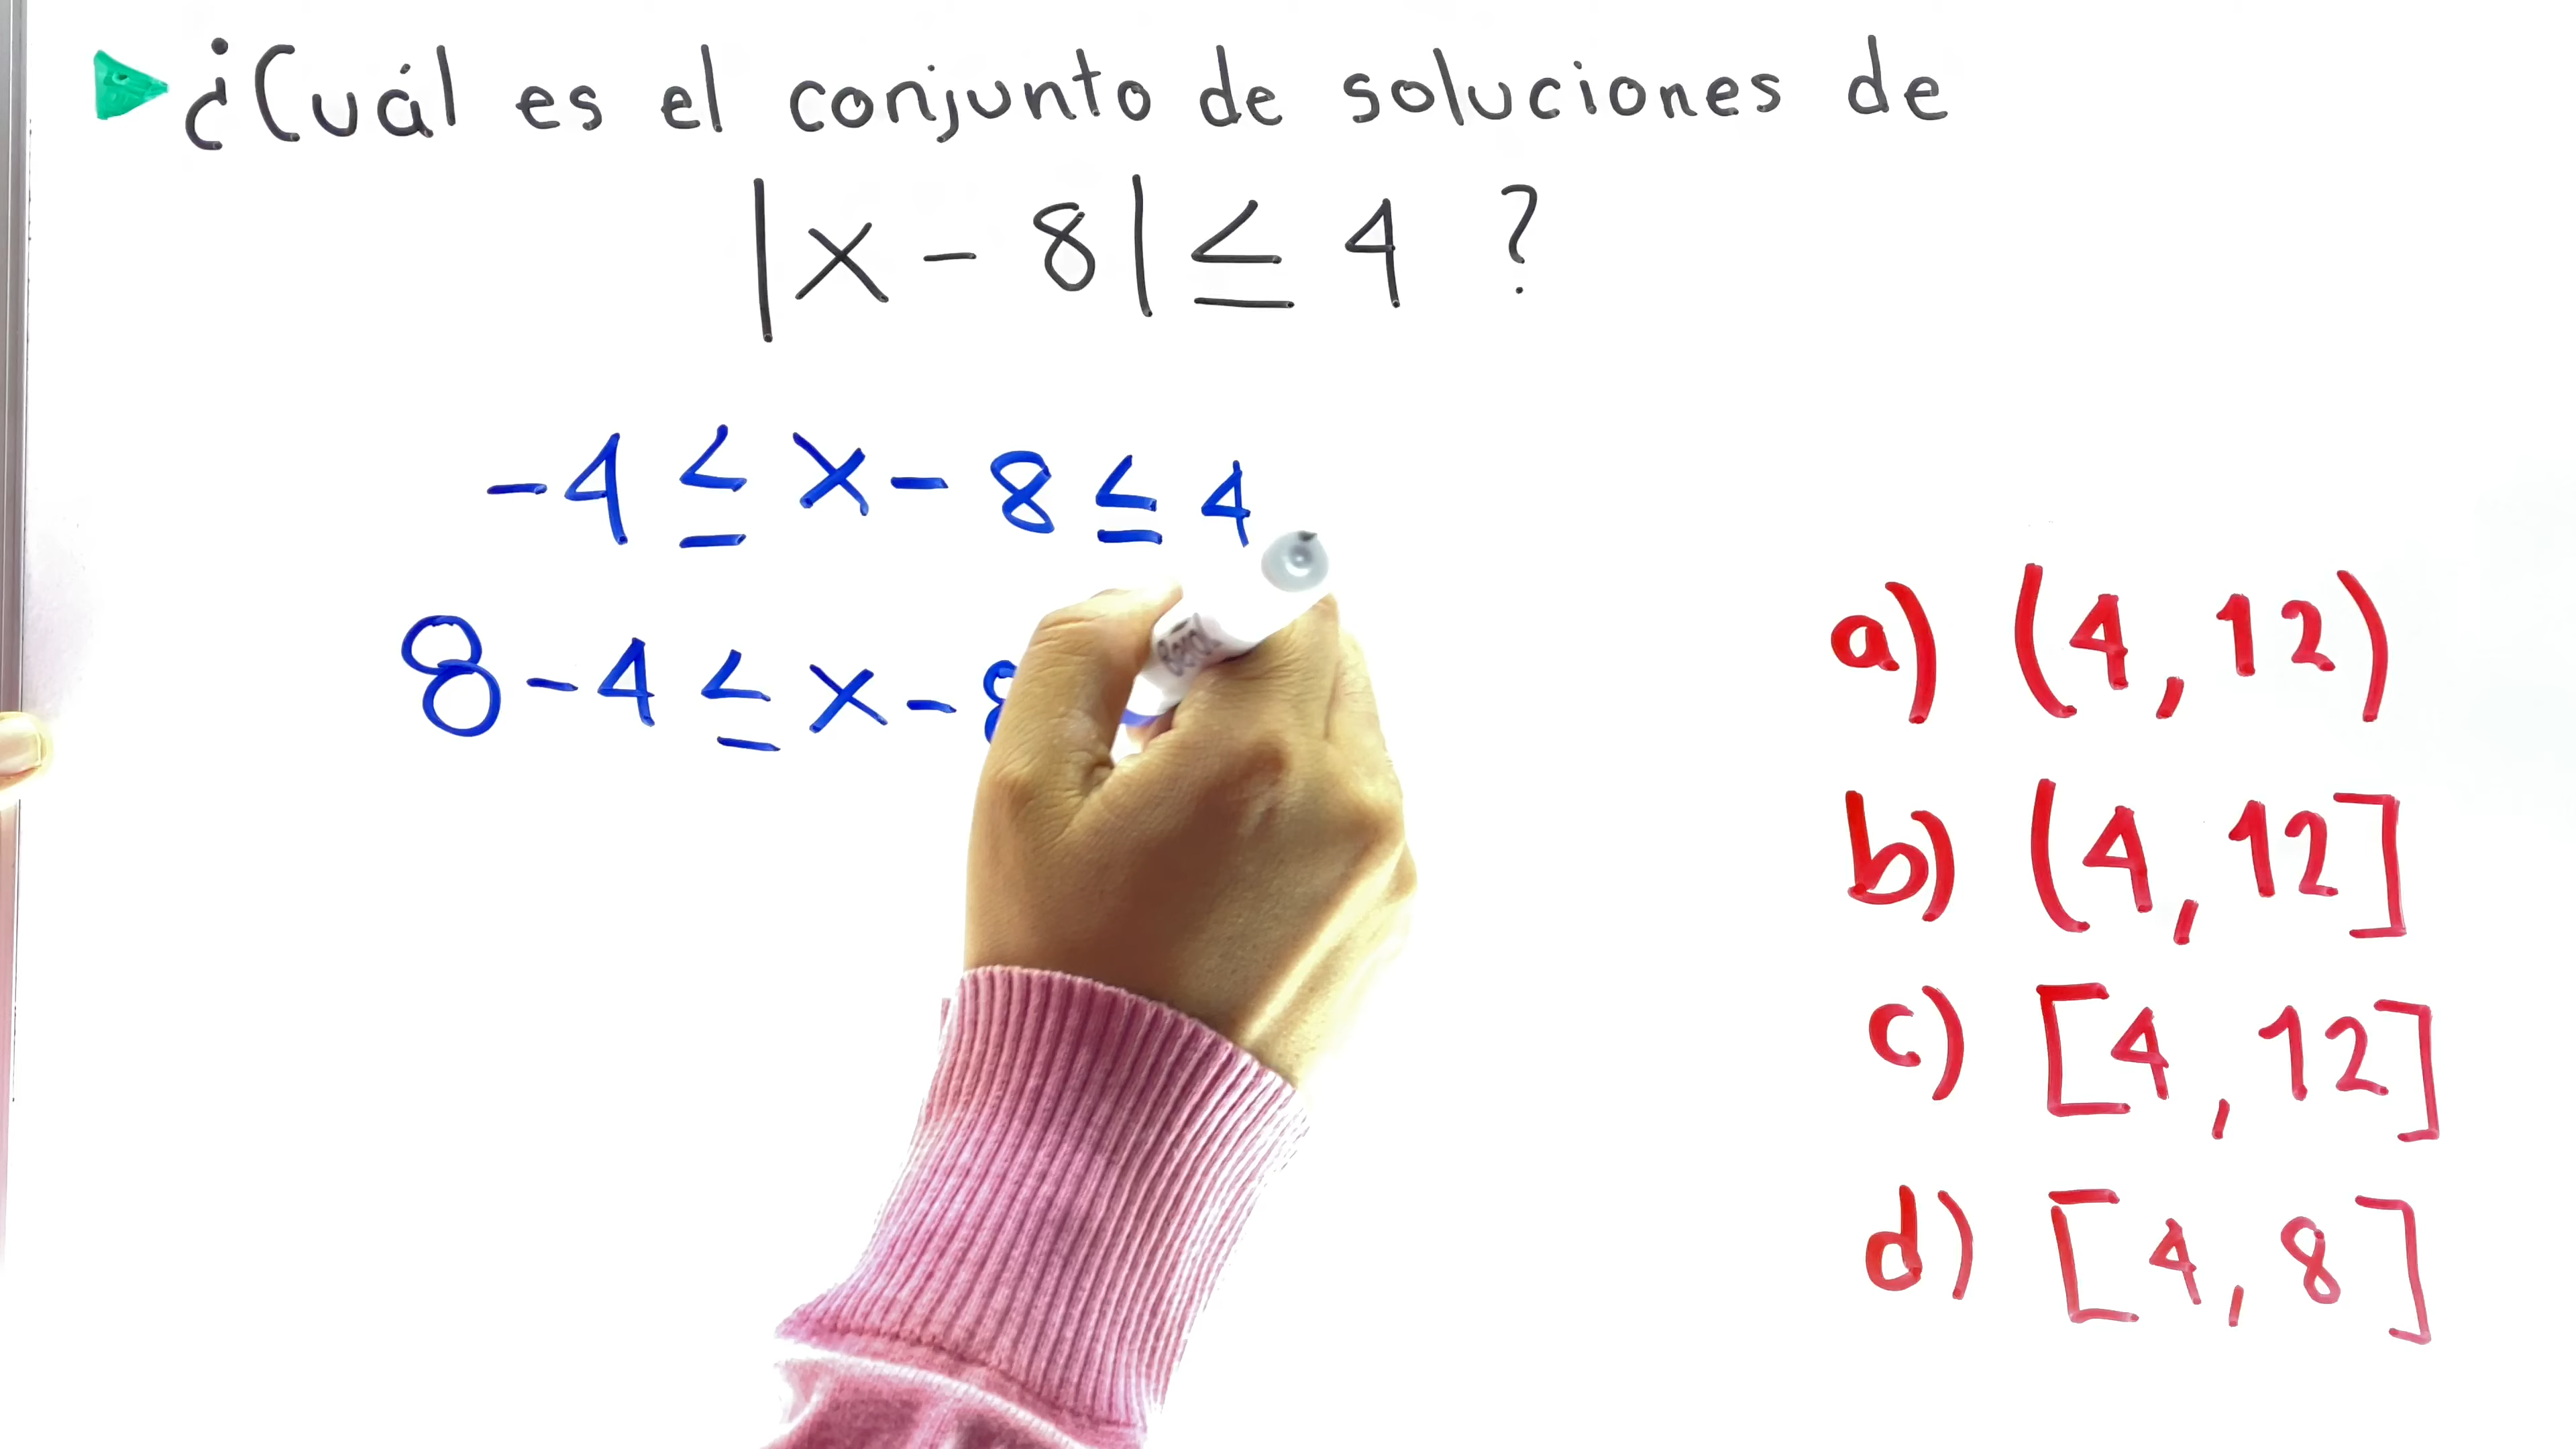 ¿Cuál es el conjunto de soluciones de
|x - 8| ≤ 4 ?
-4 ≤ x - 8 ≤ 4
8 - 4 ≤ x - 8
a) (4, 12)
b) (4, 12]
c) [4, 12]
d) [4, 8]